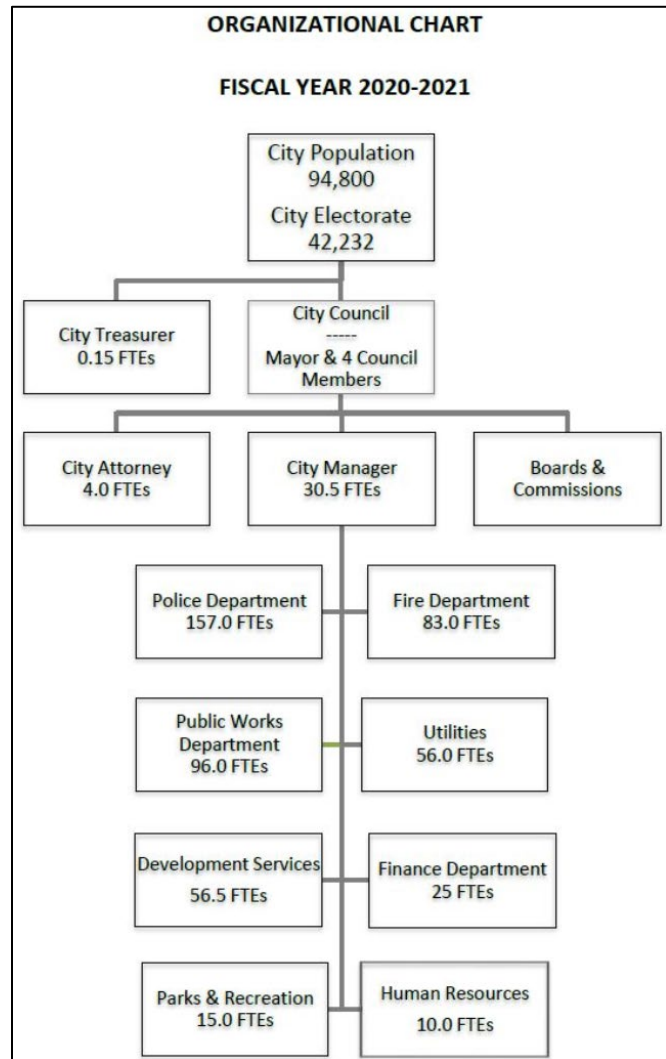 ORGANIZATIONAL CHART
FISCAL YEAR 2020-2021
City Population
94,800
City Electorate
42,232
City Treasurer
0.15 FTEs
City Council
-----
Mayor & 4 Council
Members
City Attorney
4.0 FTEs
City Manager
30.5 FTEs
Boards &
Commissions
Police Department
157.0 FTEs
Fire Department
83.0 FTEs
Public Works
Department
96.0 FTEs
Utilities
56.0 FTEs
Development Services
56.5 FTEs
Finance Department
25 FTEs
Parks & Recreation
15.0 FTEs
Human Resources
10.0 FTEs